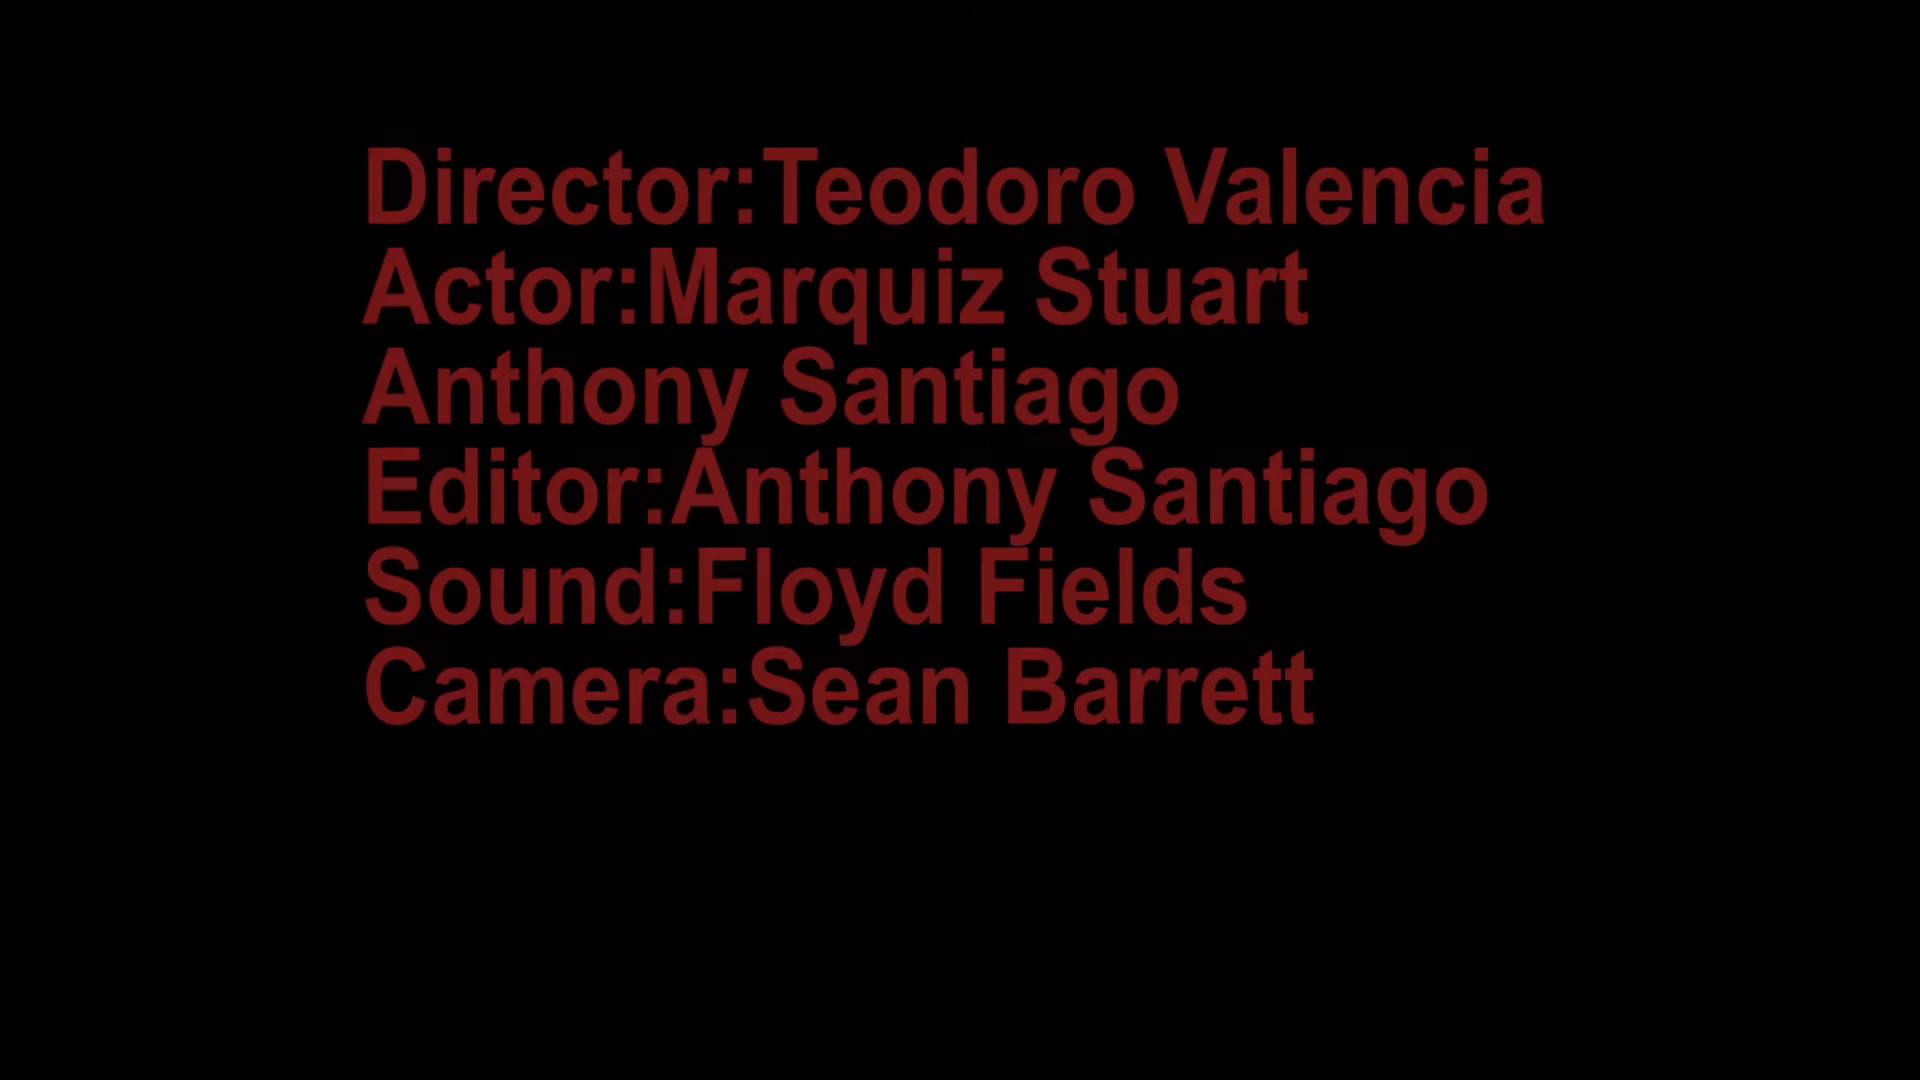 Director:Teodoro Valencia
Actor:Marquiz Stuart
Anthony Santiago
Editor:Anthony Santiago
Sound:Floyd Fields
Camera:Sean Barrett